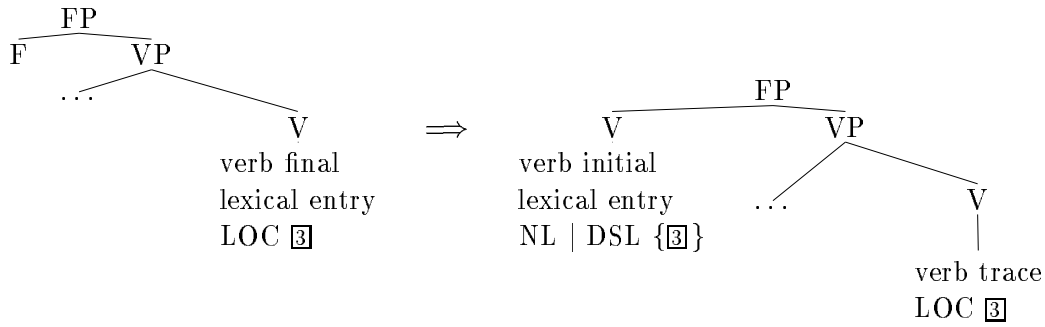 FP
F VP
. . .
V
verb final
lexical entry
LOC 3
⟹
FP
V VP
verb initial
lexical entry . . . V
NL | DSL {3}
verb trace
LOC 3